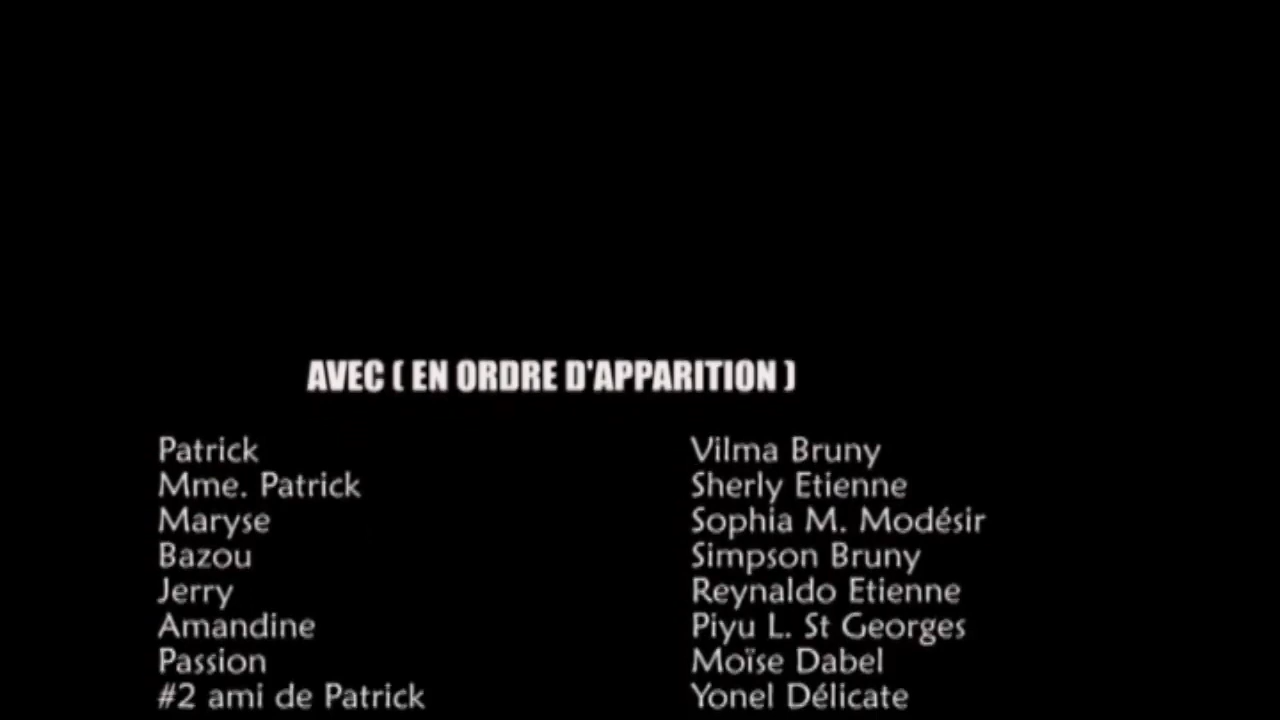 AVEC ( EN ORDRE D'APPARITION )
Patrick Vilma Bruny
Mme. Patrick Sherly Etienne
Maryse Sophia M. Modésir
Bazou Simpson Bruny
Jerry Reynaldo Etienne
Amandine Piyu L. St Georges
Passion Moïse Dabel
#2 ami de Patrick Yonel Délicate